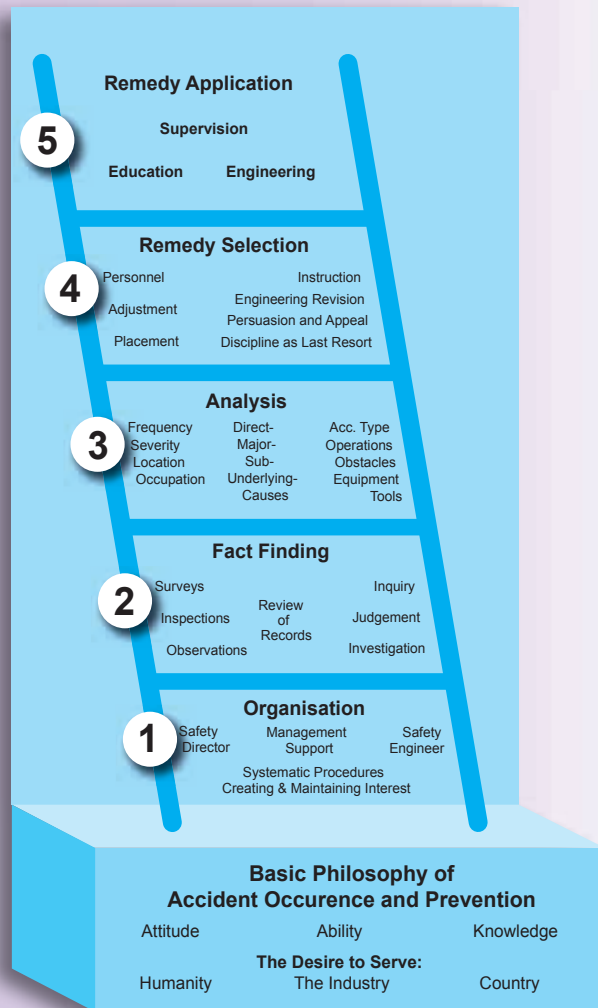 Remedy Application
Supervision
5
Education Engineering
Remedy Selection
4
Personnel Instruction
Adjustment Engineering Revision
Persuasion and Appeal
Placement Discipline as Last Resort
Analysis
3
Frequency Direct- Acc. Type
Severity Major- Operations
Location Sub- Obstacles
Occupation Underlying- Equipment
Causes Tools
Fact Finding
2
Surveys Inquiry
Review
Inspections of Judgement
Records
Observations Investigation
Organisation
1
Safety Management Safety
Director Support Engineer
Systematic Procedures
Creating & Maintaining Interest
Basic Philosophy of
Accident Occurence and Prevention
Attitude Ability Knowledge
The Desire to Serve:
Humanity The Industry Country